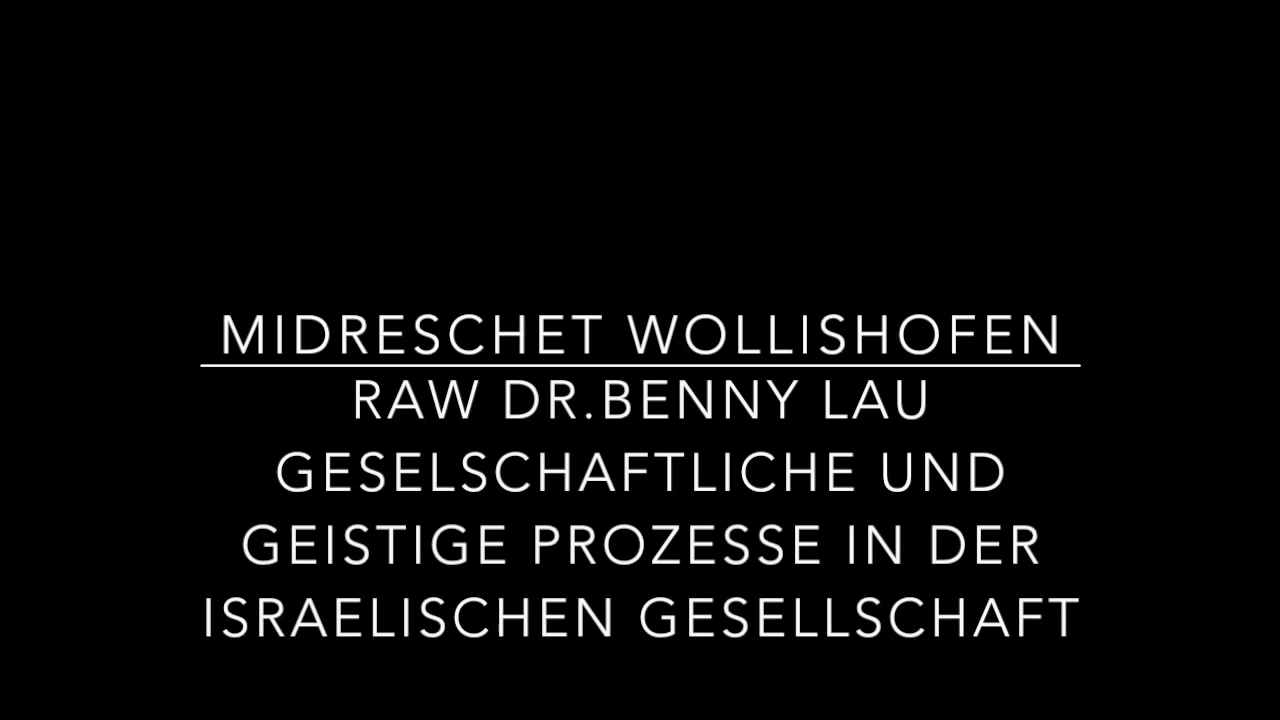 MIDRESCHET WOLLISHOFEN
RAW DR.BENNY LAU
GESELSCHAFTLICHE UND
GEISTIGE PROZESSE IN DER
ISRAELISCHEN GESELLSCHAFT